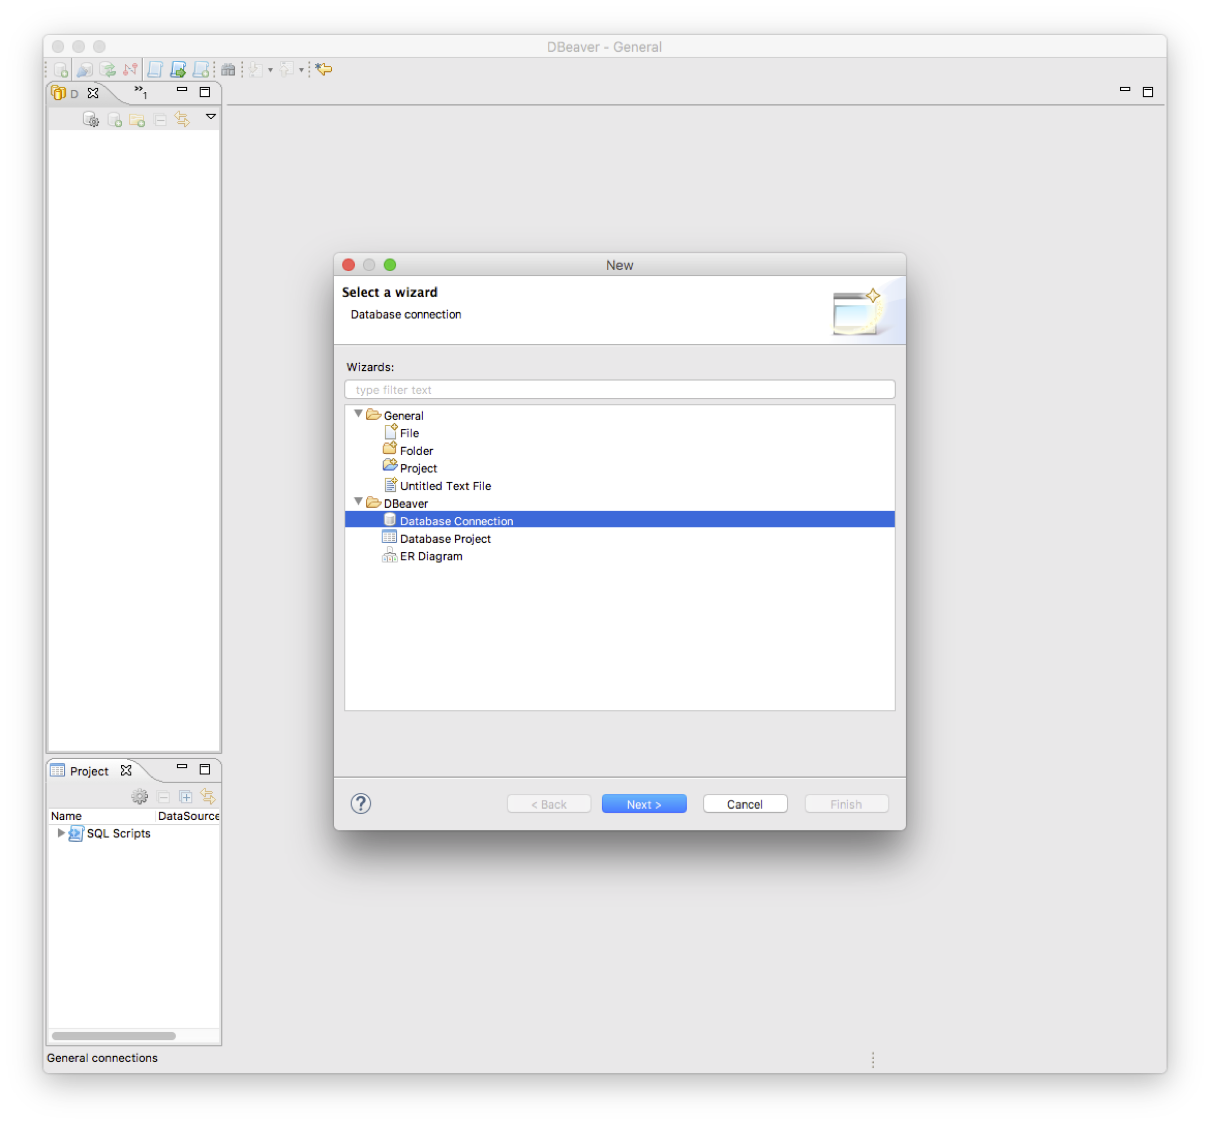 DBeaver - General
D
»1
New
Select a wizard
Database connection
Wizards:
type filter text
General
File
Folder
Project
Untitled Text File
DBeaver
Database Connection
Database Project
ER Diagram
? < Back Next > Cancel Finish
Project
Name DataSource
SQL Scripts
General connections